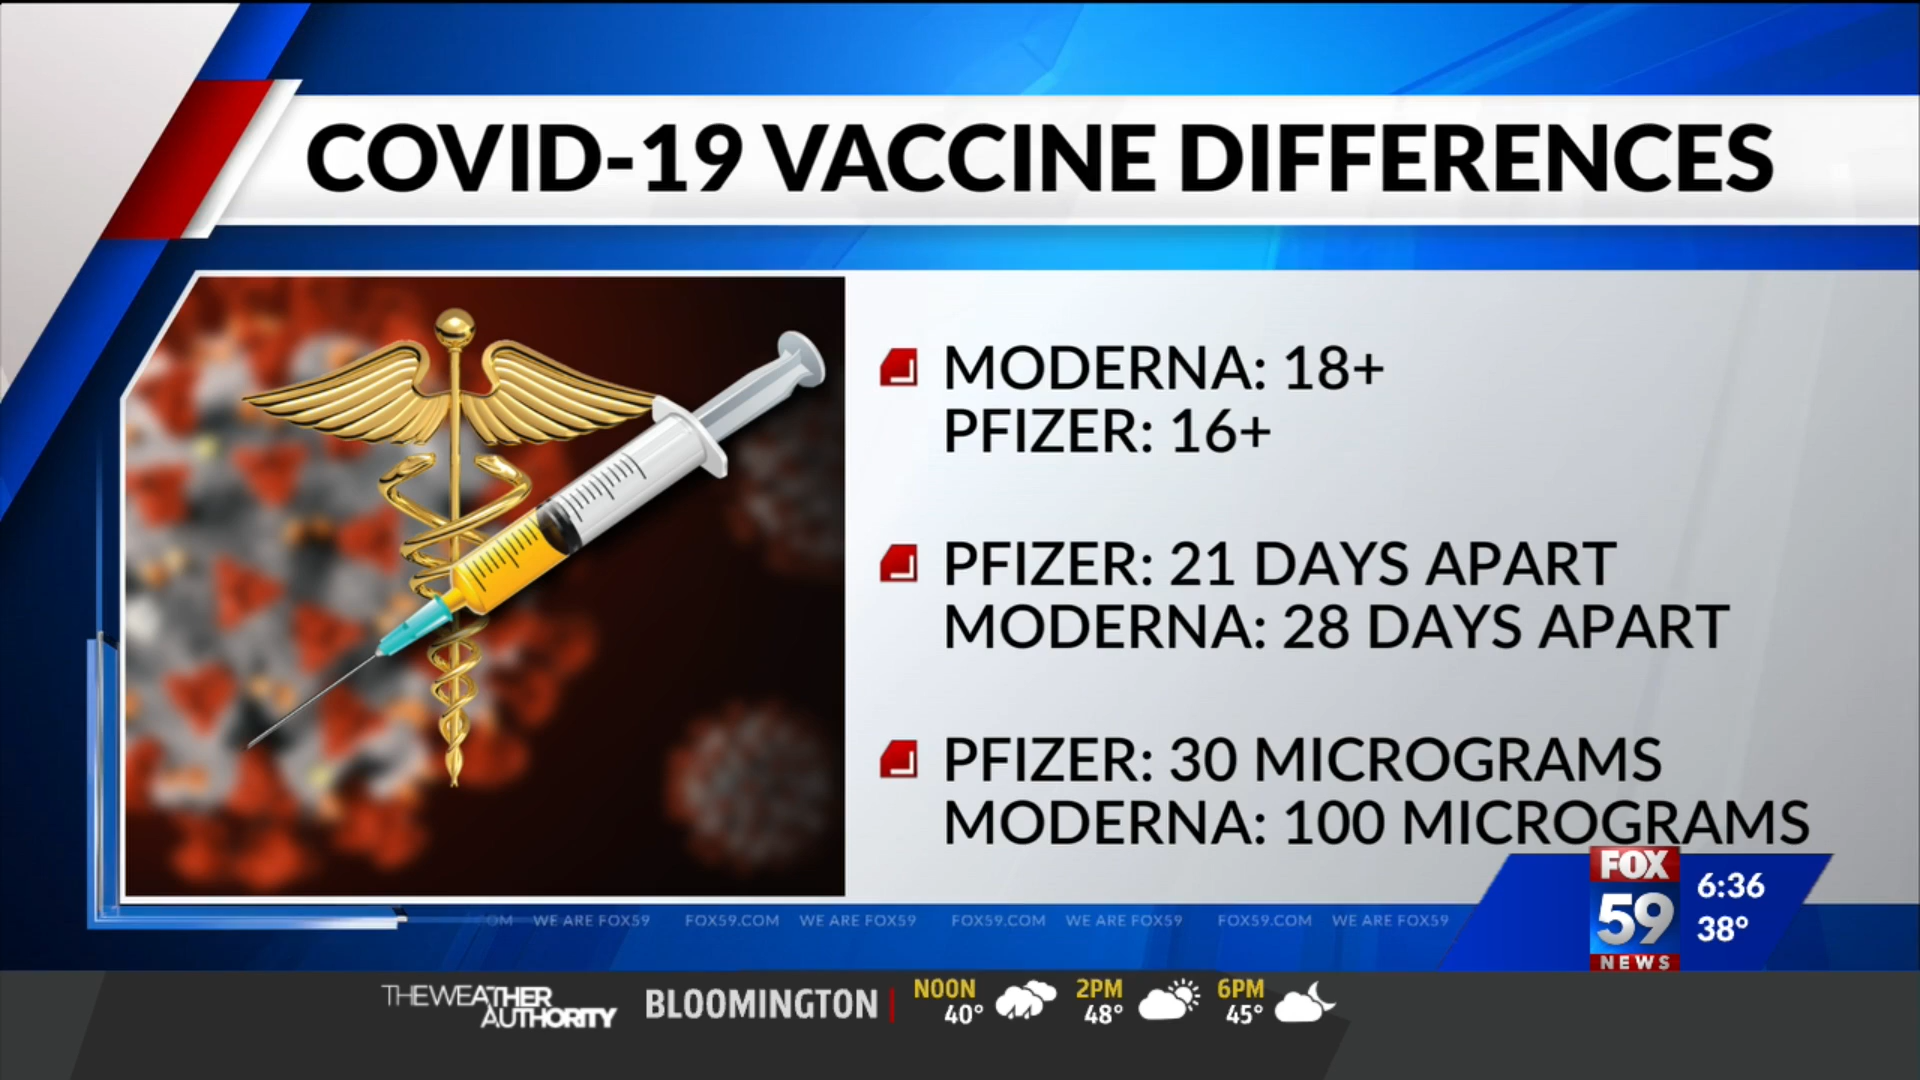 COVID-19 VACCINE DIFFERENCES
MODERNA: 18+
PFIZER: 16+
PFIZER: 21 DAYS APART
MODERNA: 28 DAYS APART
PFIZER: 30 MICROGRAMS
MODERNA: 100 MICROGRAMS
FOX
59
NEWS
6:36
38°
OM WE ARE FOX59 FOX59.COM WE ARE FOX59 FOX59.COM WE ARE FOX59 FOX59.COM WE ARE FOX59
THEWEATHER
AUTHORITY
BLOOMINGTON
NOON
40°
2PM
48°
6PM
45°